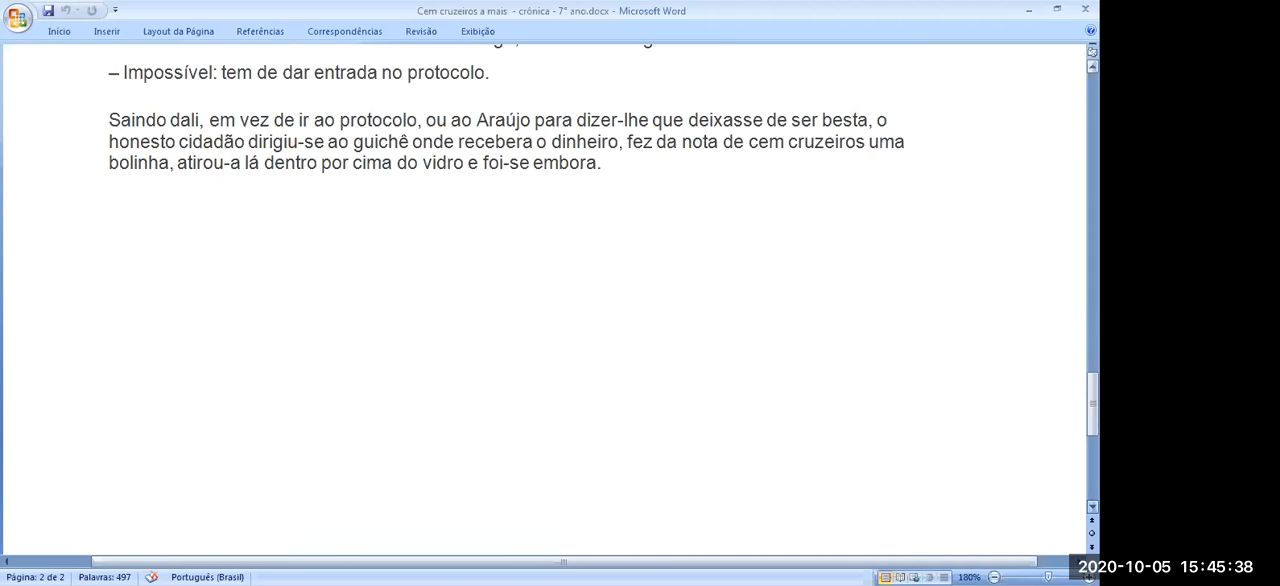 Cem cruzeiros a mais - crônica - 7° ano.docx - Microsoft Word
Início Inserir Layout da Página Referências Correspondências Revisão Exibição
– Impossível: tem de dar entrada no protocolo.
Saindo dali, em vez de ir ao protocolo, ou ao Araújo para dizer-lhe que deixasse de ser besta, o
honesto cidadão dirigiu-se ao guichê onde recebera o dinheiro, fez da nota de cem cruzeiros uma
bolinha, atirou-a lá dentro por cima do vidro e foi-se embora.
Página: 2 de 2 Palavras: 497 Português (Brasil) 180%
2020-10-05 15:45:38